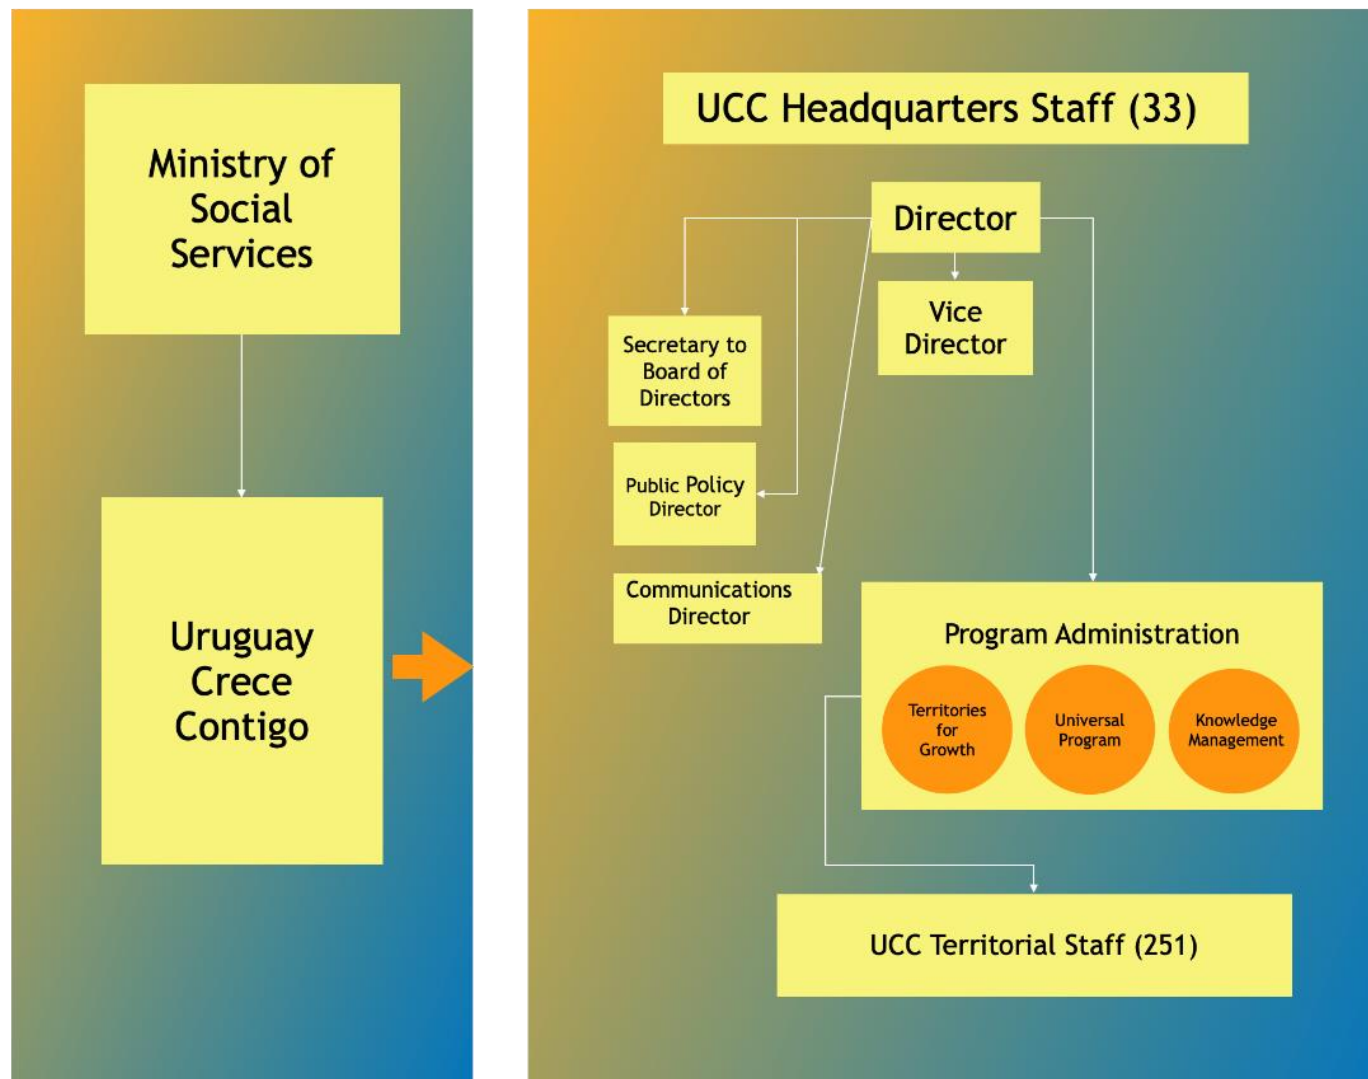 Ministry of
Social
Services
Uruguay
Crece
Contigo
UCC Headquarters Staff (33)
Director
Vice
Director
Secretary to
Board of
Directors
Public Policy
Director
Communications
Director
Program Administration
Territories
for
Growth
Universal
Program
Knowledge
Management
UCC Territorial Staff (251)